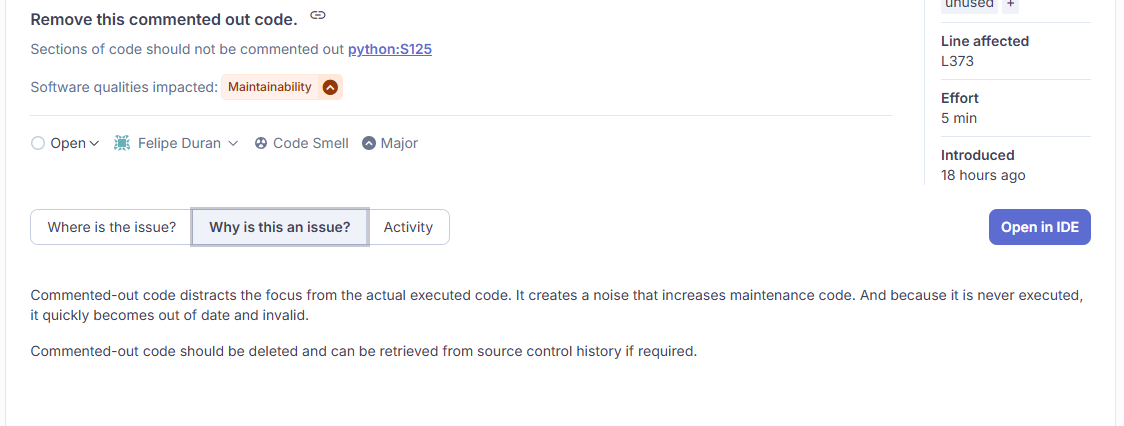 Remove this commented out code.
Sections of code should not be commented out python:S125
Software qualities impacted: Maintainability
Open Felipe Duran Code Smell Major
unused +
Line affected
L373
Effort
5 min
Introduced
18 hours ago
Where is the issue? Why is this an issue? Activity
Open in IDE
Commented-out code distracts the focus from the actual executed code. It creates a noise that increases maintenance code. And because it is never executed,
it quickly becomes out of date and invalid.
Commented-out code should be deleted and can be retrieved from source control history if required.